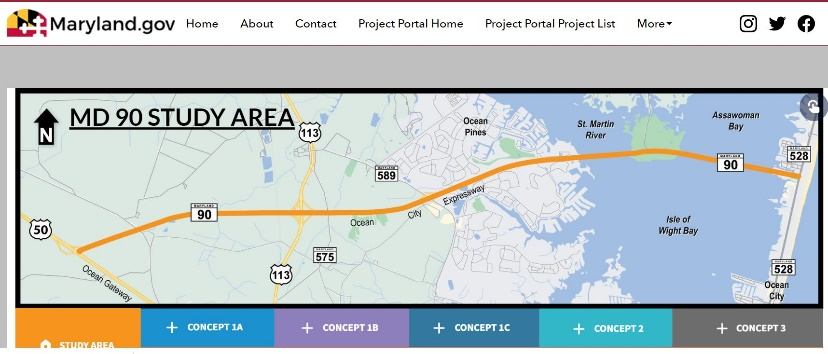 Maryland.gov Home About Contact Project Portal Home Project Portal Project List More
MD 90 STUDY AREA
N
113
Ocean
Pines
St. Martin
River
Assawoman
Bay
528
MARYLAND
90
589
MARYLAND
90
Ocean City Expressway
50
575
Isle of
Wight Bay
113
Ocean Gateway
528
Ocean
City
STUDY AREA
CONCEPT 1A
CONCEPT 1B
CONCEPT 1C
CONCEPT 2
CONCEPT 3